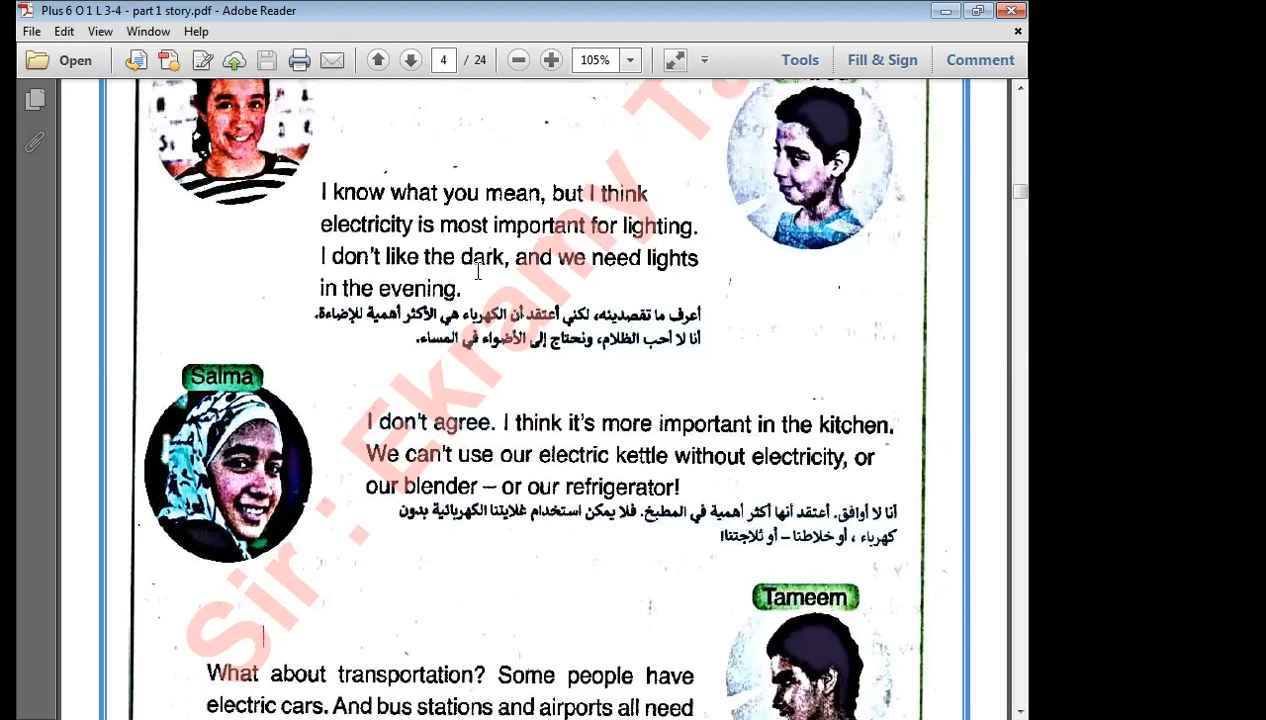 Plus 6 O 1 L 3-4 - part 1 story.pdf - Adobe Reader
File Edit View Window Help
Open 4 / 24 105% Tools Fill & Sign Comment
I know what you mean, but I think
electricity is most important for lighting.
I don't like the dark, and we need lights
in the evening.
أعرف ما تقصدينه، لكني أعتقد أن الكهرباء هي الأكثر أهمية للإضاءة.
أنا لا أحب الظلام، ونحتاج إلى الأضواء في المساء.
Salma
I don't agree. I think it's more important in the kitchen.
We can't use our electric kettle without electricity, or
our blender – or our refrigerator!
أنا لا أوافق. أعتقد أنها أكثر أهمية في المطبخ. فلا يمكن استخدام غلايتنا الكهربائية بدون
كهرباء ، أو خلاطنا – أو ثلاجتنا!
Tameem
What about transportation? Some people have
electric cars. And bus stations and airports all need
Sir : Ekramy